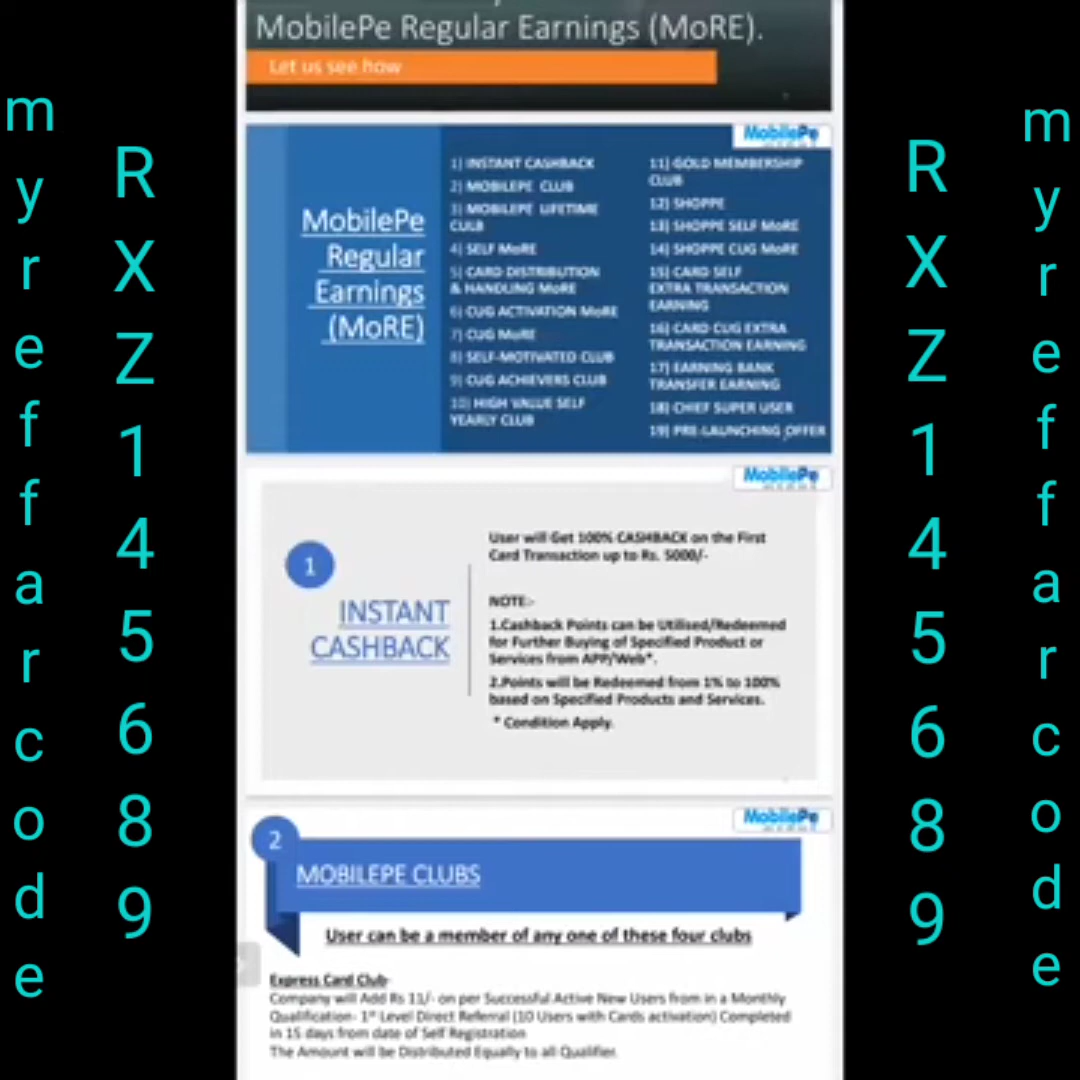 MobilePe Regular Earnings (MoRE).
Let us see how
MobilePe
MobilePe
Regular
Earnings
(MoRE)
1) INSTANT CASHBACK
2) MOBILEPE CLUB
3) MOBILEPE LIFETIME
CULB
4) SELF MoRE
5) CARD DISTRIBUTION
& HANDLING MoRE
6) CUG ACTIVATION MoRE
7) CUG MoRE
8) SELF-MOTIVATED CLUB
9) CUG ACHIEVERS CLUB
10) HIGH VALUE SELF
YEARLY CLUB
11) GOLD MEMBERSHIP
CLUB
12) SHOPPE
13) SHOPPE SELF MoRE
14) SHOPPE CUG MoRE
15) CARD SELF
EXTRA TRANSACTION
EARNING
16) CARD CUG EXTRA
TRANSACTION EARNING
17) EARNING BANK
TRANSFER EARNING
18) CHIEF SUPER USER
19) PRE-LAUNCHING OFFER
MobilePe
1
INSTANT
CASHBACK
User will Get 100% CASHBACK on the First
Card Transaction up to Rs. 5000/-
NOTE:-
1.Cashback Points can be Utilised/Redeemed
for Further Buying of Specified Product or
Services from APP/Web*.
2.Points will be Redeemed from 1% to 100%
based on Specified Products and Services.
* Condition Apply.
MobilePe
2
MOBILEPE CLUBS
User can be a member of any one of these four clubs
Express Card Club-
Company will Add Rs 11/- on per Successful Active New Users from in a Monthly
Qualification- 1st Level Direct Referral (10 Users with Cards activation) Completed
in 15 days from date of Self Registration
The Amount will be Distributed Equally to all Qualifier.
myreffarcode
RXZ145689
RXZ145689
myreffarcode